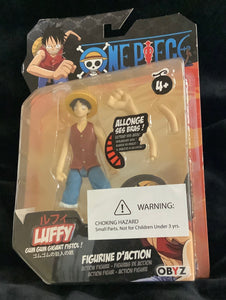 ONE PIECE
4+
ALLONGE
SES BRAS !
ルフィ
LUFFY
GUM GUM GIGANT PISTOL !
WARNING:
CHOKING HAZARD
Small Parts. Not for Children Under 3 yrs.
FIGURINE D'ACTION
OBYZ